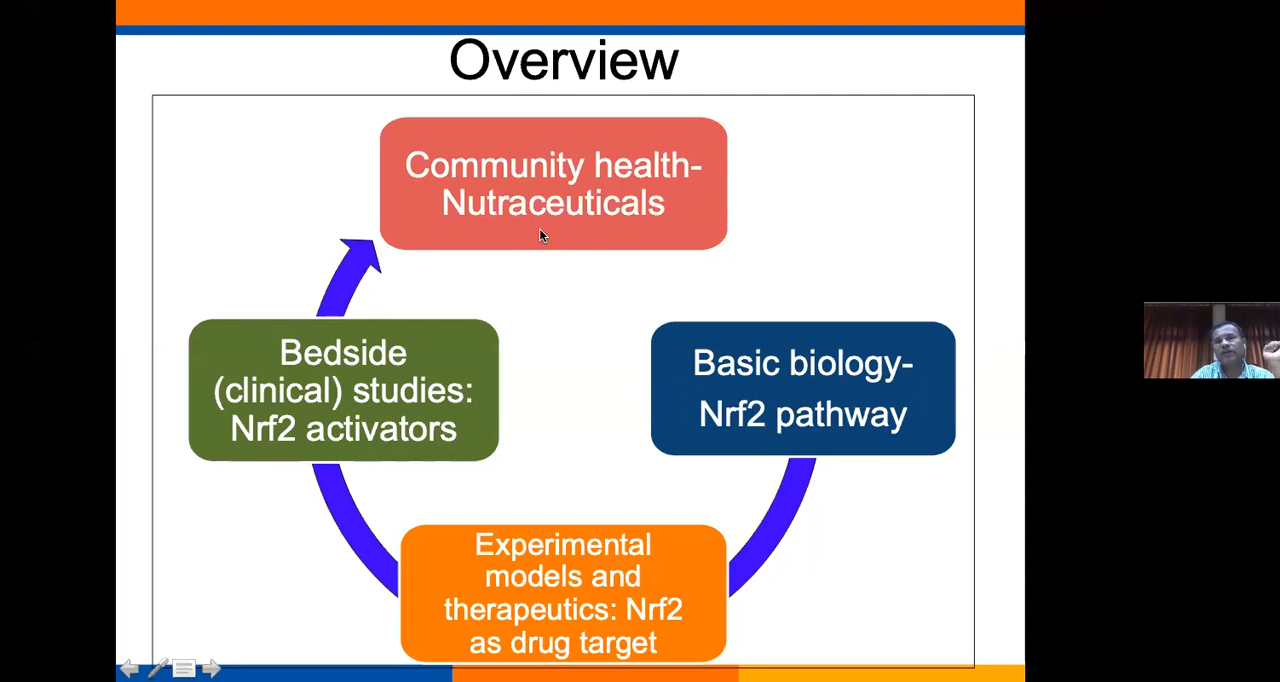 Overview
Community health-
Nutraceuticals
Bedside
(clinical) studies:
Nrf2 activators
Basic biology-
Nrf2 pathway
Experimental
models and
therapeutics: Nrf2
as drug target